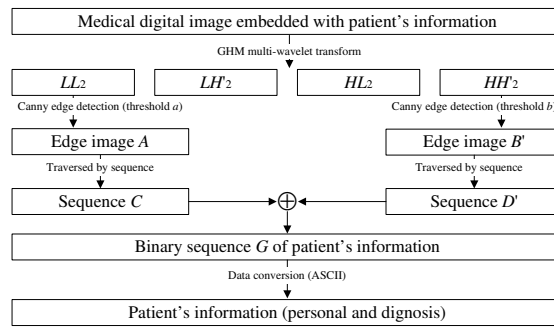 Medical digital image embedded with patient's information
GHM multi-wavelet transform
LL2 LH'2 HL2 HH'2
Canny edge detection (threshold a) Canny edge detection (threshold b)
Edge image A Edge image B'
Traversed by sequence Traversed by sequence
Sequence C Sequence D'
Binary sequence G of patient's information
Data conversion (ASCII)
Patient's information (personal and dignosis)